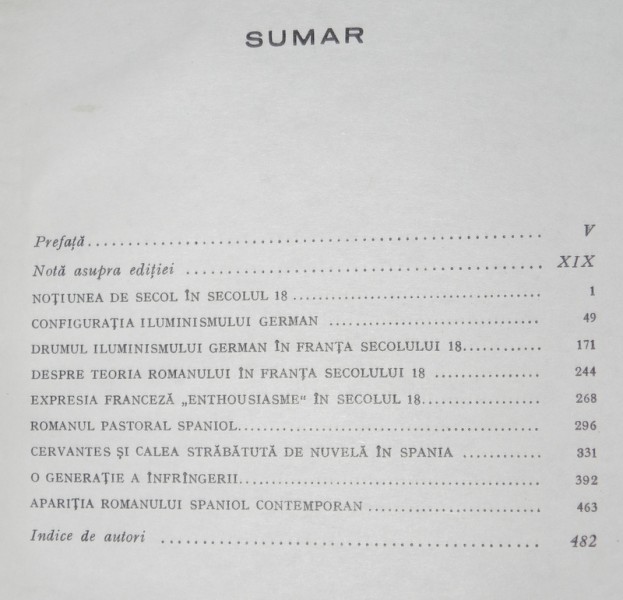 SUMAR
Prefață ... V
Notă asupra ediției ... XIX
NOȚIUNEA DE SECOL ÎN SECOLUL 18 ... 1
CONFIGURAȚIA ILUMINISMULUI GERMAN ... 49
DRUMUL ILUMINISMULUI GERMAN ÎN FRANȚA SECOLULUI 18 ... 171
DESPRE TEORIA ROMANULUI ÎN FRANȚA SECOLULUI 18 ... 244
EXPRESIA FRANCEZĂ „ENTHOUSIASME“ ÎN SECOLUL 18 ... 268
ROMANUL PASTORAL SPANIOL ... 296
CERVANTES ȘI CALEA STRĂBĂTUTĂ DE NUVELĂ ÎN SPANIA ... 331
O GENERAȚIE A ÎNFRÎNGERII ... 392
APARIȚIA ROMANULUI SPANIOL CONTEMPORAN ... 463
Indice de autori ... 482